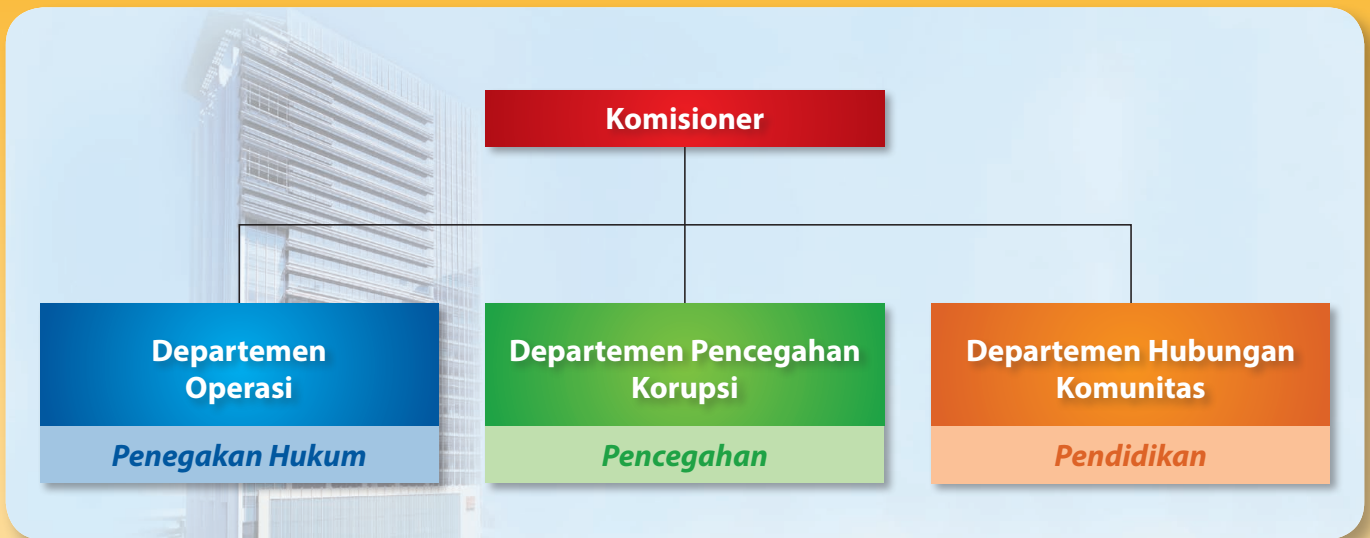 Komisioner
Departemen
Operasi
Penegakan Hukum
Departemen Pencegahan
Korupsi
Pencegahan
Departemen Hubungan
Komunitas
Pendidikan